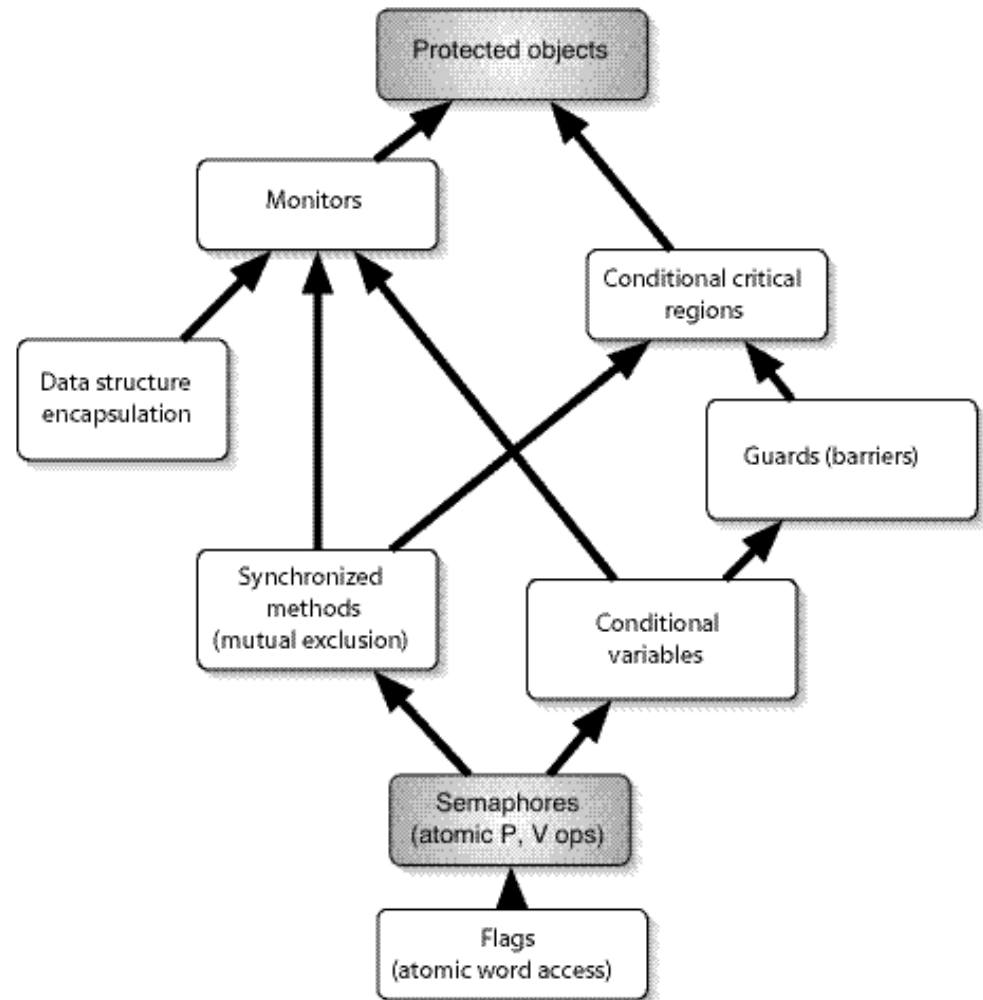 Protected objects
Monitors
Conditional critical
regions
Data structure
encapsulation
Guards (barriers)
Synchronized
methods
(mutual exclusion)
Conditional
variables
Semaphores
(atomic P, V ops)
Flags
(atomic word access)